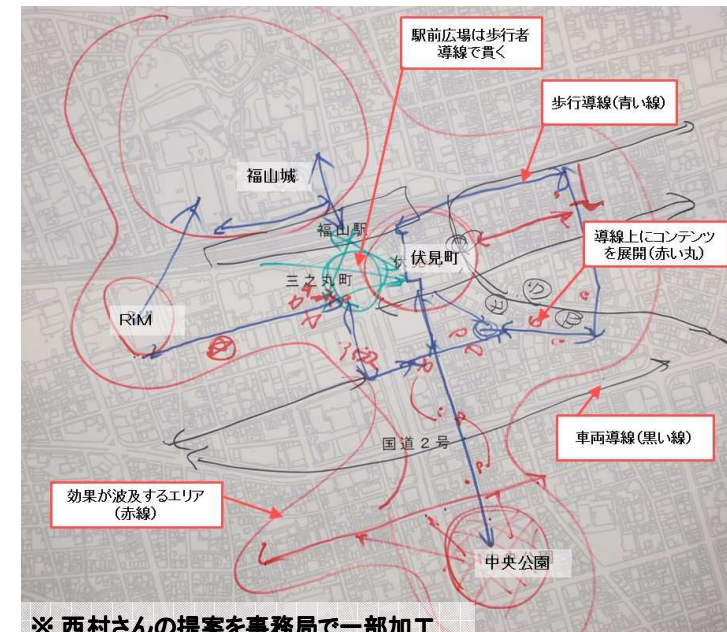 駅前広場は歩行者
導線で貫く
歩行導線(青い線)
福山城
福山駅
伏見町
導線上にコンテンツ
を展開(赤い丸)
三之丸町
RiM
車両導線(黒い線)
国道2号
効果が波及するエリア
(赤線)
中央公園
※ 西村さんの提案を事務局で一部加工